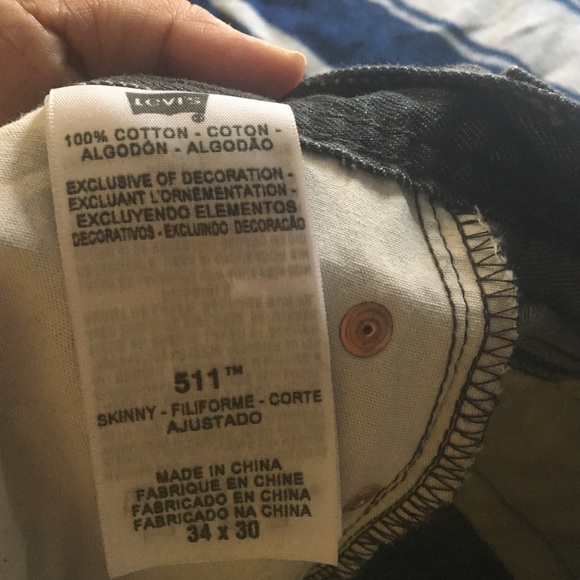 LEVI'S
100% COTTON - COTON -
ALGODÓN - ALGODÃO
EXCLUSIVE OF DECORATION -
EXCLUANT L'ORNÉMENTATION -
EXCLUYENDO ELEMENTOS
DECORATIVOS - EXCLUINDO DECORAÇÃO
511™
SKINNY - FILIFORME - CORTE
AJUSTADO
MADE IN CHINA
FABRIQUE EN CHINE
FABRICADO EN CHINA
FABRICADO NA CHINA
34 x 30